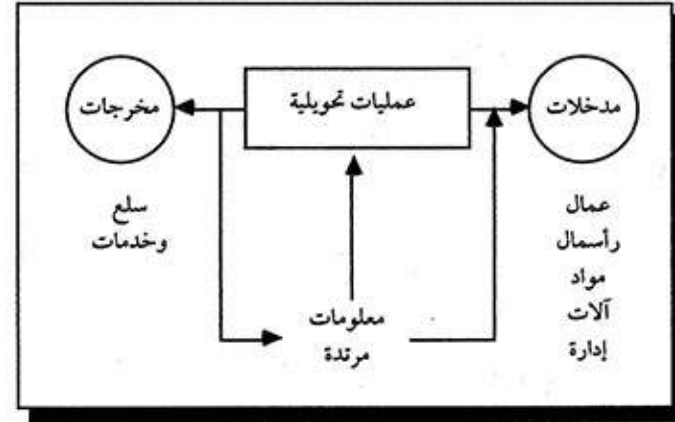 مدخلات
عمليات تحويلية
مخرجات
عمال
رأسمال
مواد
آلات
إدارة
سلع
وخدمات
معلومات
مرتدة